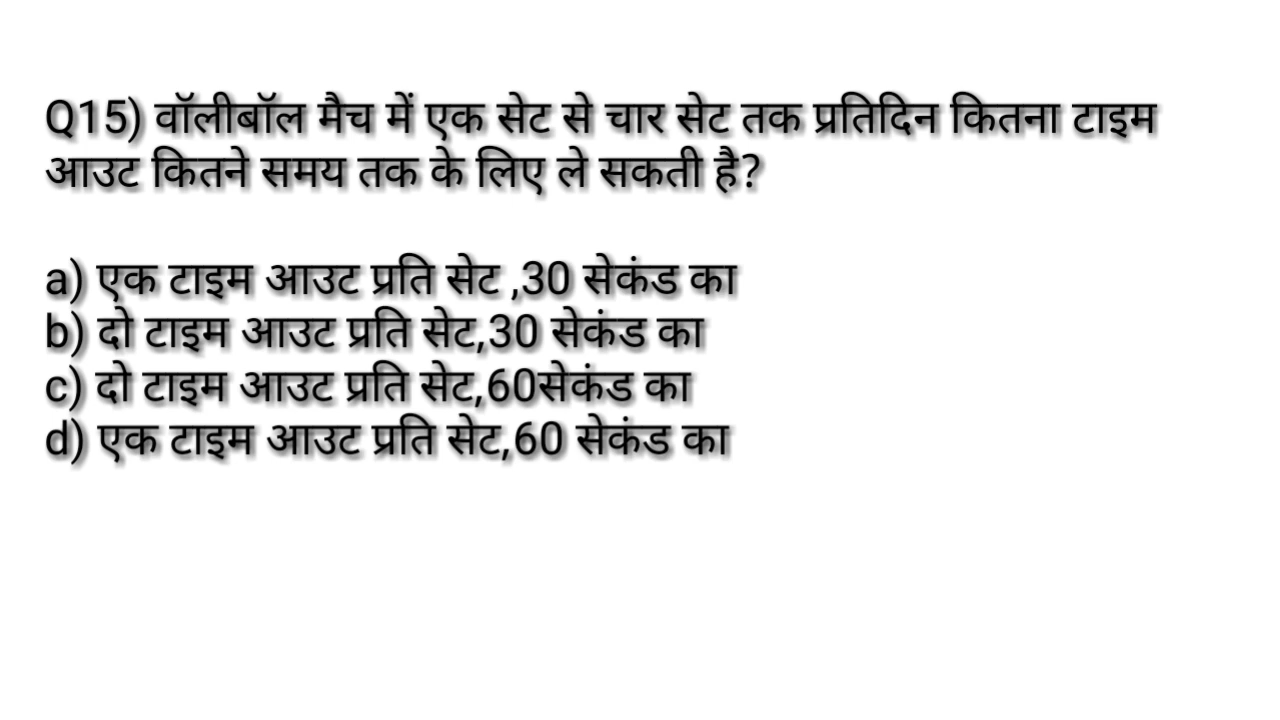 Q15) वॉलीबॉल मैच में एक सेट से चार सेट तक प्रतिदिन कितना टाइम
आउट कितने समय तक के लिए ले सकती है?
a) एक टाइम आउट प्रति सेट ,30 सेकंड का
b) दो टाइम आउट प्रति सेट,30 सेकंड का
c) दो टाइम आउट प्रति सेट,60सेकंड का
d) एक टाइम आउट प्रति सेट,60 सेकंड का